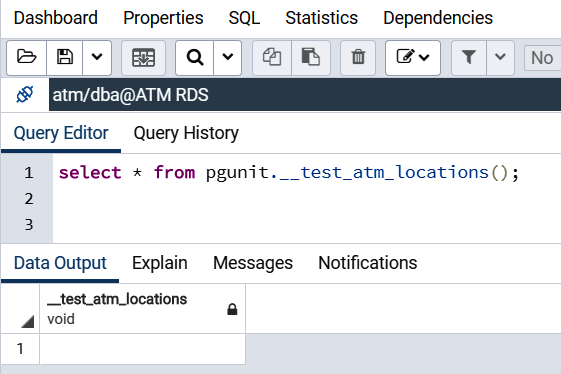 Dashboard Properties SQL Statistics Dependencies
No
atm/dba@ATM RDS
Query Editor Query History
1 select * from pgunit.__test_atm_locations();
2
3
Data Output Explain Messages Notifications
__test_atm_locations
void
1